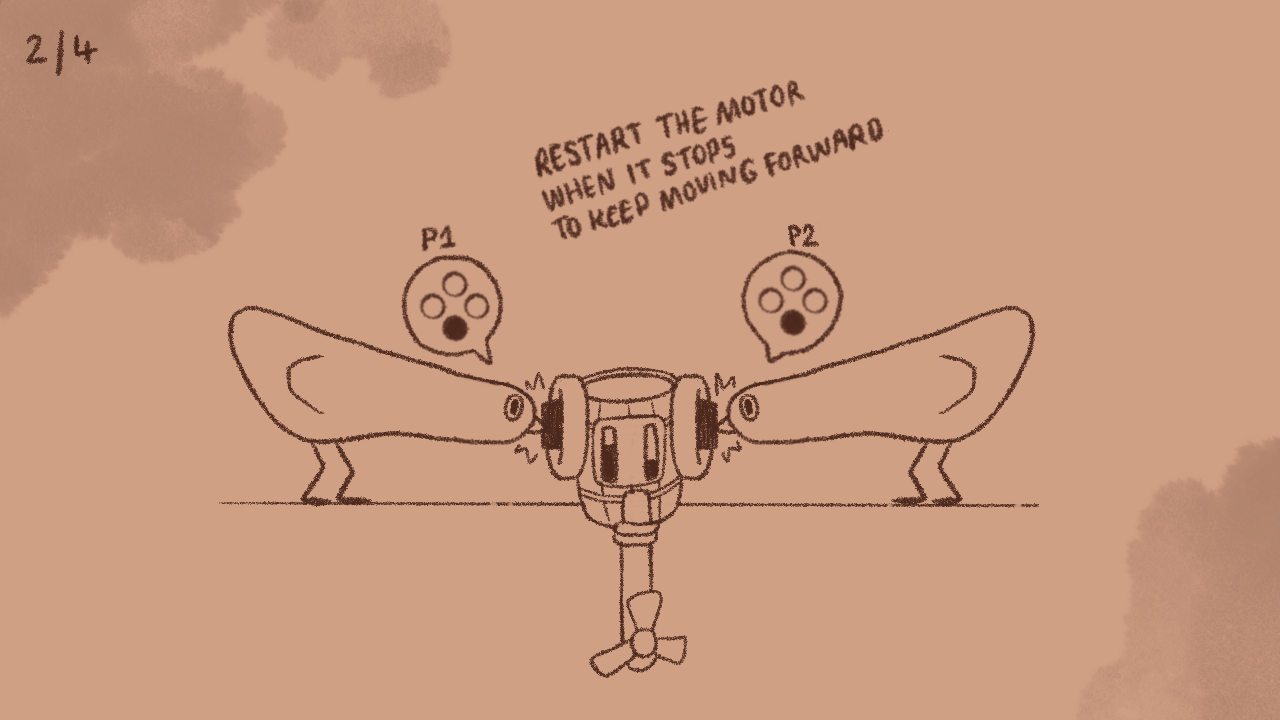 2/4
RESTART THE MOTOR
WHEN IT STOPS
TO KEEP MOVING FORWARD
P1
P2